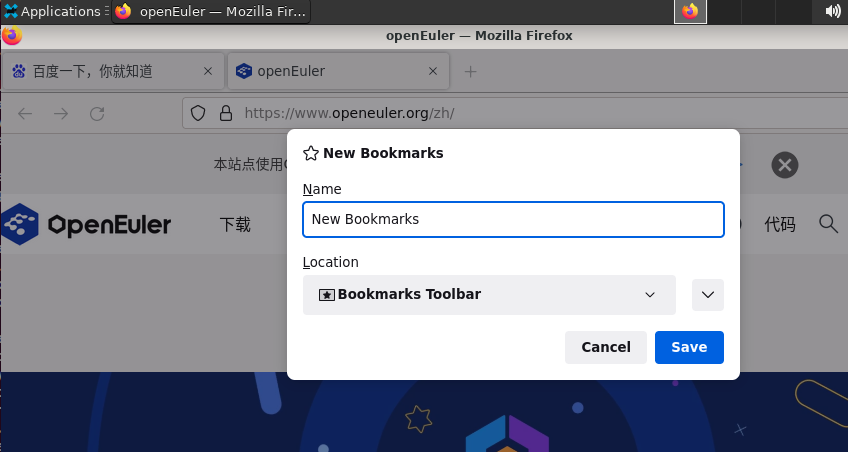 Applications
openEuler — Mozilla Fir...
openEuler — Mozilla Firefox
百度一下，你就知道
openEuler
https://www.openeuler.org/zh/
New Bookmarks
本站点使用
Name
OpenEuler
下载
New Bookmarks
代码
Location
Bookmarks Toolbar
Cancel
Save